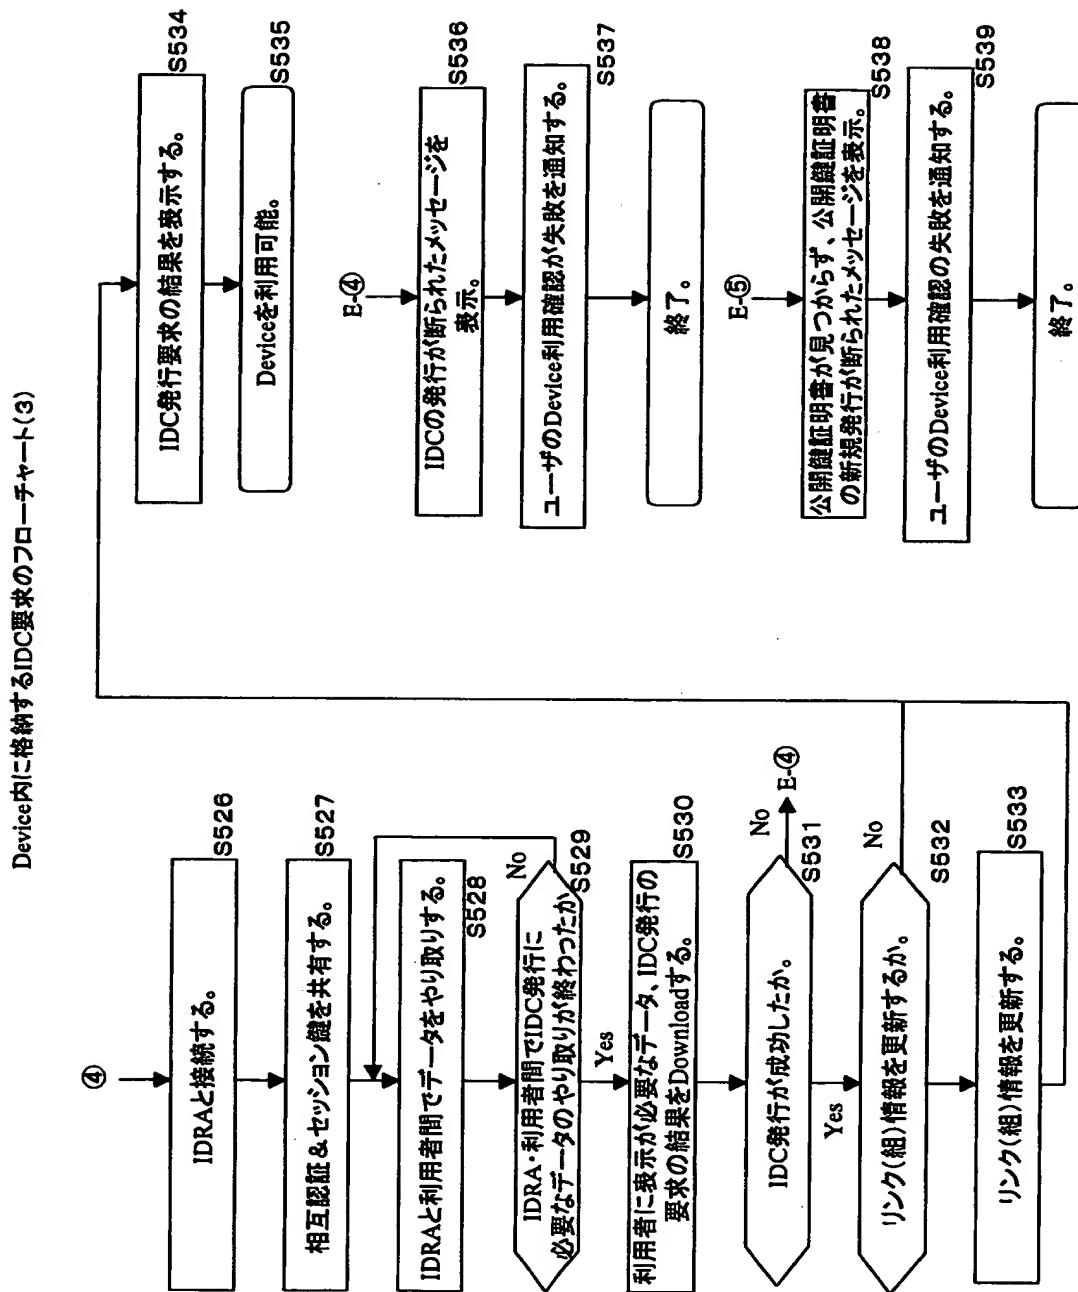 Device内に格納するIDC要求のフローチャート(3)
④
IDRAと接続する。
S526
相互認証&セッション鍵を共有する。
S527
IDRAと利用者間でデータをやり取りする。
S528
IDRA・利用者間でIDC発行に
必要なデータのやり取りが終わったか
No
S529
Yes
利用者に表示が必要なデータ、IDC発行の
要求の結果をDownloadする。
S530
IDC発行が成功したか。
No
E-④
S531
Yes
リンク(組)情報を更新するか。
No
S532
リンク(組)情報を更新する。
S533
IDC発行要求の結果を表示する。
S534
Deviceを利用可能。
S535
E-④
IDCの発行が断られたメッセージを
表示。
S536
ユーザのDevice利用確認が失敗を通知する。
S537
終了。
E-⑤
公開鍵証明書が見つからず、公開鍵証明書
の新規発行が断られたメッセージを表示。
S538
ユーザのDevice利用確認の失敗を通知する。
S539
終了。